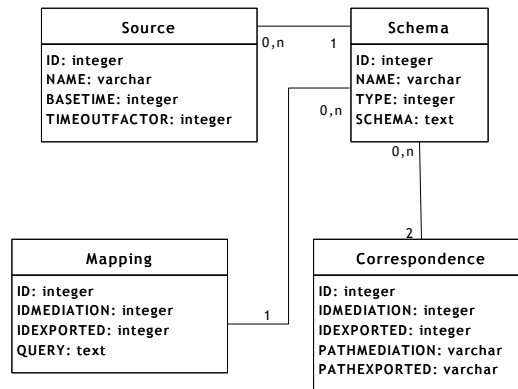 Source
ID: integer
NAME: varchar
BASETIME: integer
TIMEOUTFACTOR: integer
0,n
1
Schema
ID: integer
NAME: varchar
TYPE: integer
SCHEMA: text
0,n
0,n
Mapping
ID: integer
IDMEDIATION: integer
IDEXPORTED: integer
QUERY: text
1
2
Correspondence
ID: integer
IDMEDIATION: integer
IDEXPORTED: integer
PATHMEDIATION: varchar
PATHEXPORTED: varchar